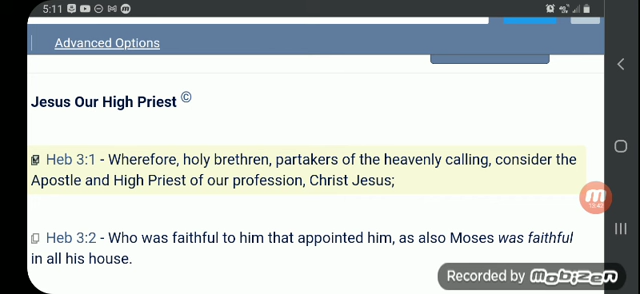 5:11
Advanced Options
Jesus Our High Priest ©
Heb 3:1 - Wherefore, holy brethren, partakers of the heavenly calling, consider the
Apostle and High Priest of our profession, Christ Jesus;
Heb 3:2 - Who was faithful to him that appointed him, as also Moses was faithful
in all his house.
Recorded by Mobizen